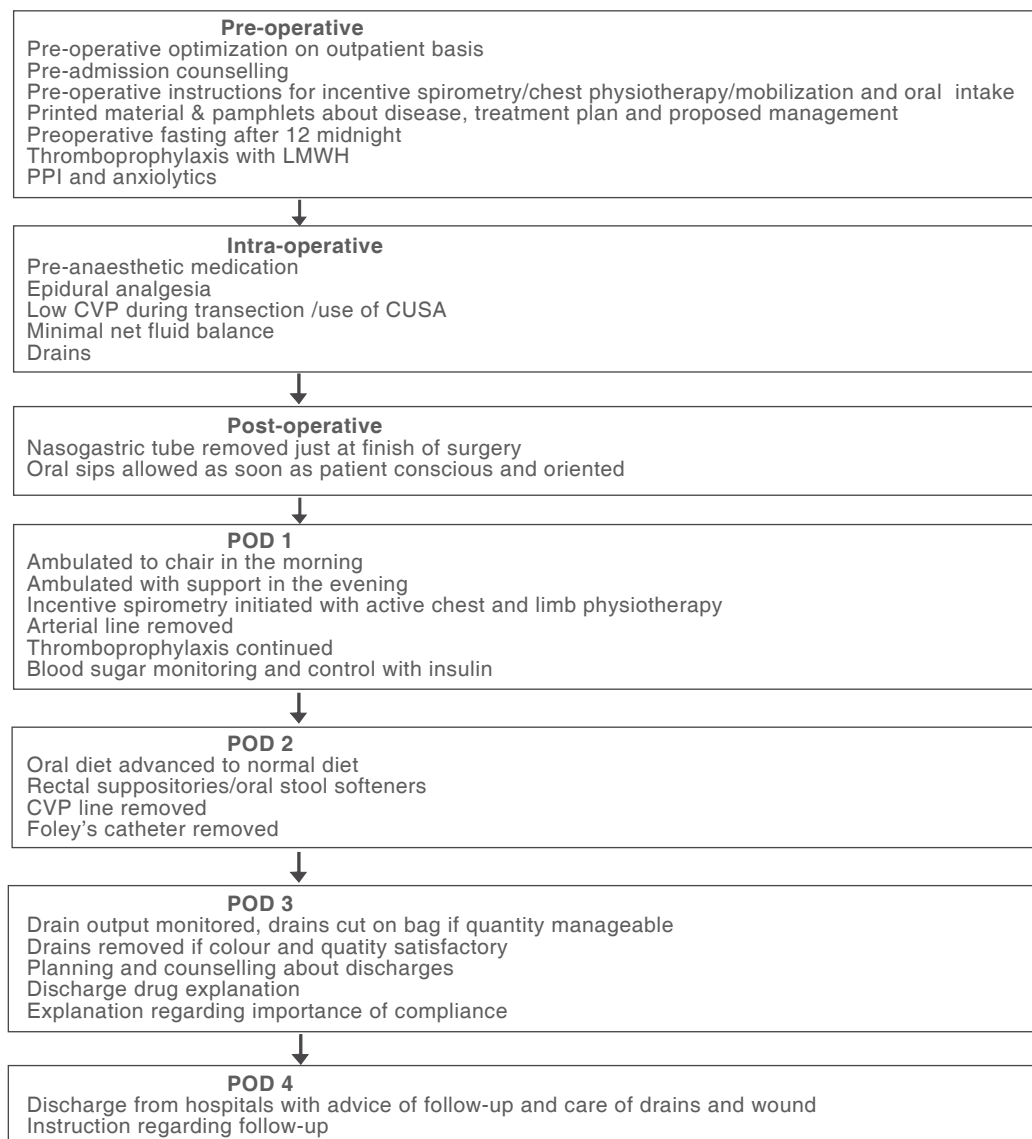 Pre-operative
Pre-operative optimization on outpatient basis
Pre-admission counselling
Pre-operative instructions for incentive spirometry/chest physiotherapy/mobilization and oral intake
Printed material & pamphlets about disease, treatment plan and proposed management
Preoperative fasting after 12 midnight
Thromboprophylaxis with LMWH
PPI and anxiolytics
Intra-operative
Pre-anaesthetic medication
Epidural analgesia
Low CVP during transection /use of CUSA
Minimal net fluid balance
Drains
Post-operative
Nasogastric tube removed just at finish of surgery
Oral sips allowed as soon as patient conscious and oriented
POD 1
Ambulated to chair in the morning
Ambulated with support in the evening
Incentive spirometry initiated with active chest and limb physiotherapy
Arterial line removed
Thromboprophylaxis continued
Blood sugar monitoring and control with insulin
POD 2
Oral diet advanced to normal diet
Rectal suppositories/oral stool softeners
CVP line removed
Foley's catheter removed
POD 3
Drain output monitored, drains cut on bag if quantity manageable
Drains removed if colour and quatity satisfactory
Planning and counselling about discharges
Discharge drug explanation
Explanation regarding importance of compliance
POD 4
Discharge from hospitals with advice of follow-up and care of drains and wound
Instruction regarding follow-up